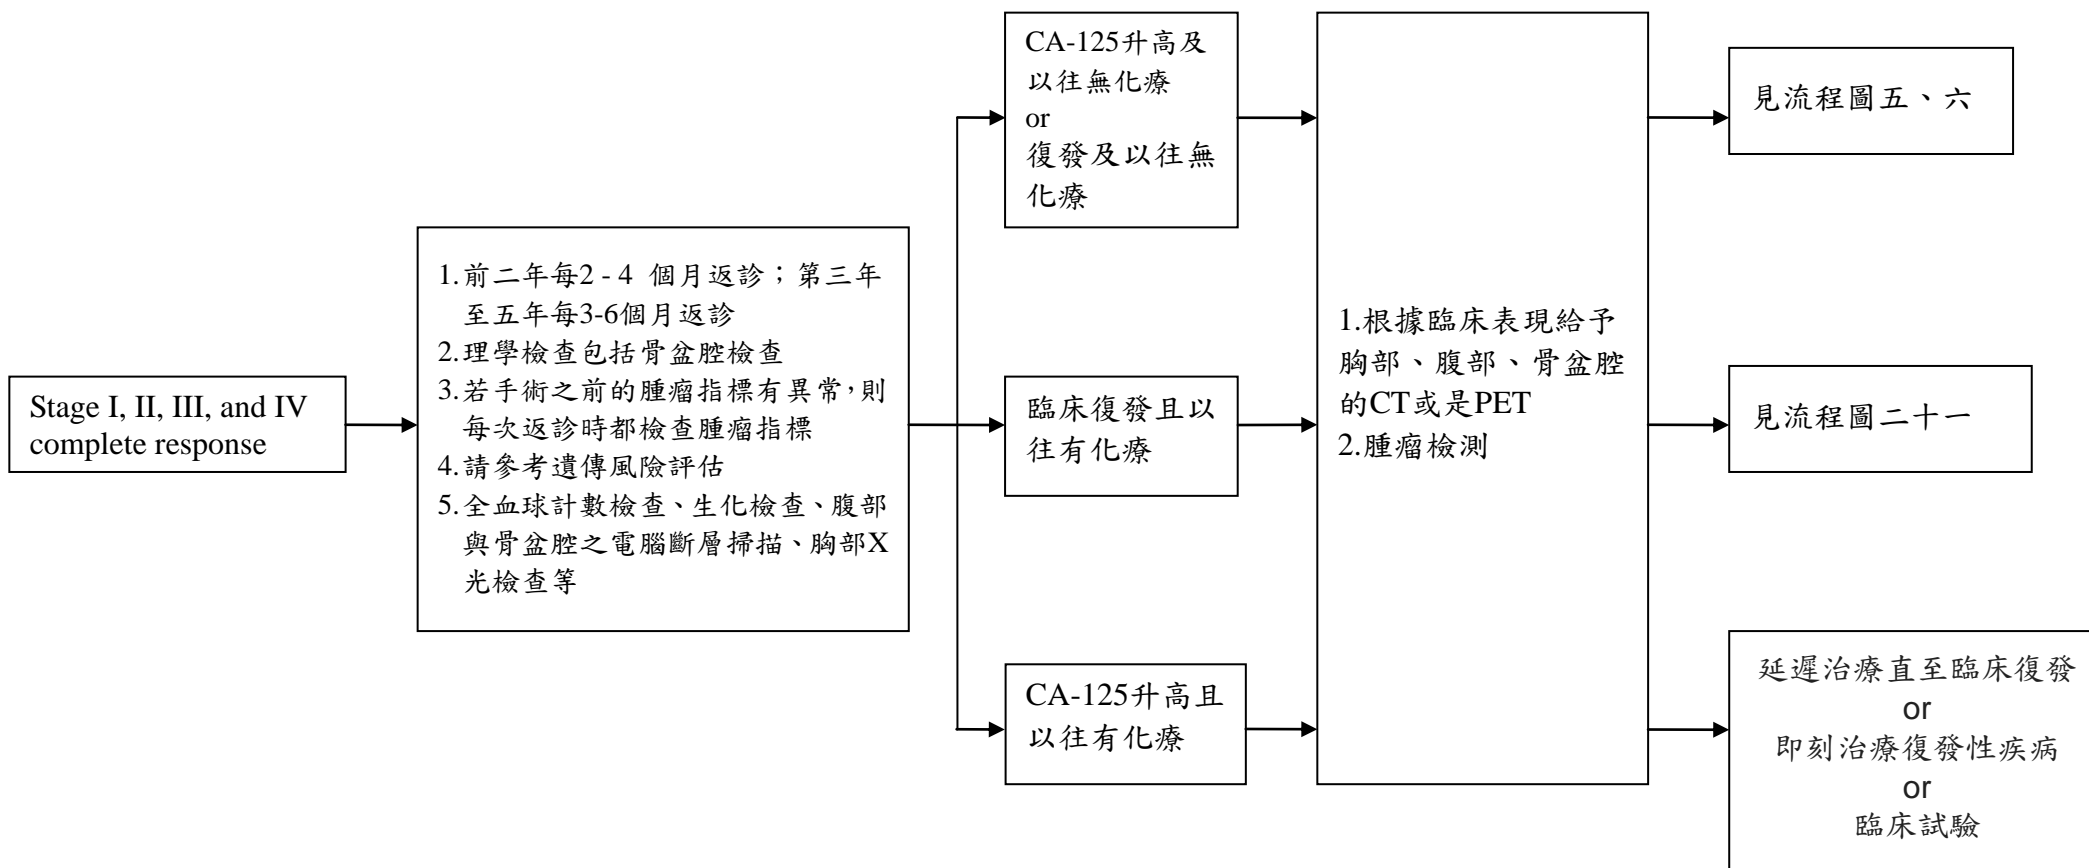 Stage I, II, III, and IV
complete response
1.前二年每2 - 4 個月返診；第三年
至五年每3-6個月返診
2.理學檢查包括骨盆腔檢查
3.若手術之前的腫瘤指標有異常，則
每次返診時都檢查腫瘤指標
4.請參考遺傳風險評估
5.全血球計數檢查、生化檢查、腹部
與骨盆腔之電腦斷層掃描、胸部X
光檢查等
CA-125升高及
以往無化療
or
復發及以往無
化療
臨床復發且以
往有化療
CA-125升高且
以往有化療
1.根據臨床表現給予
胸部、腹部、骨盆腔
的CT或是PET
2.腫瘤檢測
見流程圖五、六
見流程圖二十一
延遲治療直至臨床復發
or
即刻治療復發性疾病
or
臨床試驗